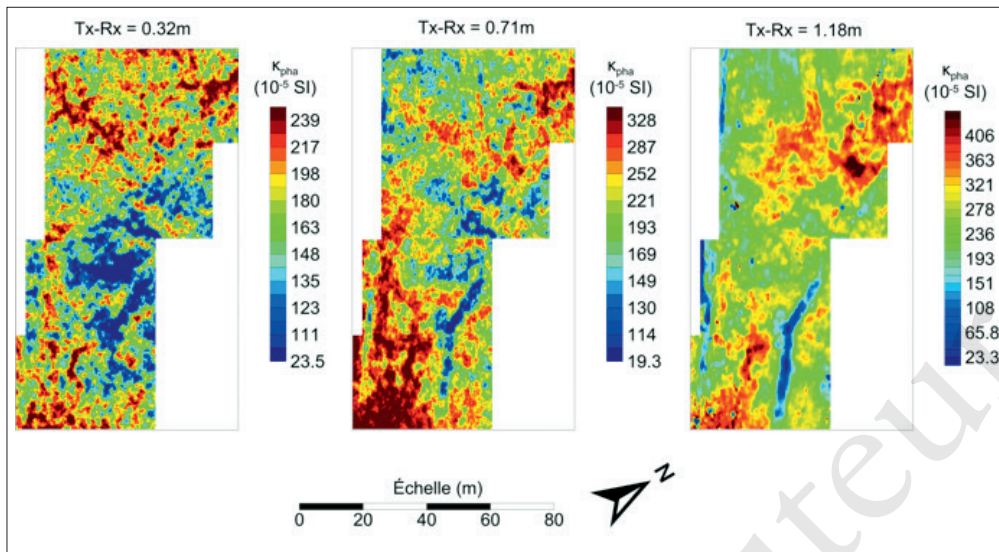 Tx-Rx = 0.32m
κpha
(10-5 SI)
239
217
198
180
163
148
135
123
111
23.5
Tx-Rx = 0.71m
κpha
(10-5 SI)
328
287
252
221
193
169
149
130
114
19.3
Tx-Rx = 1.18m
κpha
(10-5 SI)
406
363
321
278
236
193
151
108
65.8
23.3
Échelle (m)
0 20 40 60 80
N
uteur